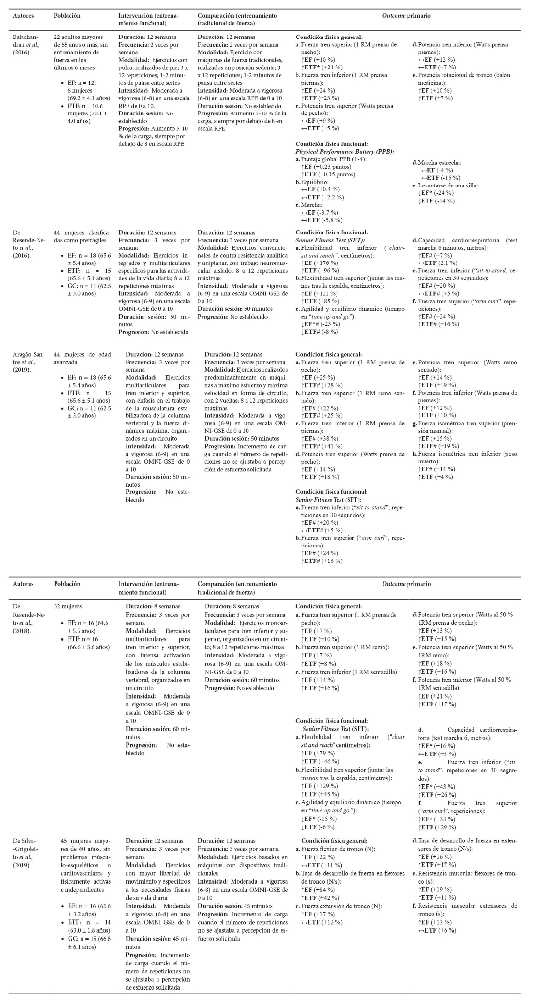 Autores
Población
Intervención (entrena-
miento funcional)
Comparación (entrenamiento
tradicional de fuerza)
Outcome primario
Balachan-
dran et al.,
(2016)
22 adultos mayores
de 65 años o más, sin
entrenamiento de
fuerza en los
últimos 6 meses
• EF: n = 12;
6 mujeres
(69.2 ± 4.1 años)
• ETF: n = 10.6
mujeres (70.1 ±
4.0 años)
Duración: 12 semanas
Frecuencia: 2 veces por
semana
Modalidad: Ejercicios con
polea, realizados de pie; 3 x
12 repeticiones; 1-2 minu-
tos de pausa entre series
Intensidad: Moderada a
vigorosa (6-8) en una escala
RPE de 0 a 10.
Duración sesión: No
establecido
Progresión: Aumento 5-10
% de la carga, siempre por
debajo de 8 en escala RPE
Duración: 12 semanas
Frecuencia: 2 veces por semana
Modalidad: Ejercicio con
máquinas de fuerza tradicionales,
realizados en posición sedente; 3
x 12 repeticiones; 1-2 minutos de
pausa entre series
Intensidad: Moderada a vigorosa
(6-8) en una escala RPE de 0 a 10
Duración sesión: No establecido
Progresión: Aumento 5-10 % de la
carga, siempre por debajo de 8 en
escala RPE
Condición física general:
a. Fuerza tren superior (1 RM prensa de
pecho):
↑EF (+10 %)
↑ETF* (+24 %)
b. Fuerza tren inferior (1 RM prensa
piernas):
↑EF (+24 %)
↑ETF (+23 %)
c. Potencia tren superior (Watts prensa
de pecho):
↔EF (+9 %)
↔ETF (+5 %)
d. Potencia tren inferior (Watts prensa
piernas):
↔EF (+12 %)
↔ETF (+7 %)
e. Potencia rotacional de tronco (balón
medicinal):
↑EF (+10 %)
↑ETF (+7 %)
Condición física funcional:
Physical Performance Battery (PPB):
a. Puntaje global PPB (1-4):
↑EF (+0.23 puntos)
↑ETF (+0.15 puntos)
b. Equilibrio:
↔EF (+0.4 %)
↔ETF (+2.2 %)
c. Marcha:
↔EF (-3.7 %)
↔ETF (-5.8 %)
d. Marcha estrecha:
↔EF (-4 %)
↔ETF (-15 %)
e. Levantarse de una silla:
↓EF* (-24 %)
↓ETF (-14 %)
De
Resende-Ne-
to et al.,
(2016).
44 mujeres clasifica-
das como prefrágiles
• EF: n = 18 (65.6
± 5.4 años)
• ETF: n = 15
(65.6 ± 5.1 años)
• GC: n = 11 (62.5
± 3.0 años)
Duración: 12 semanas
Frecuencia: 3 veces por
semana
Modalidad: Ejercicios in-
tegrados y multiarticulares
específicos para las activida-
des de la vida diaria; 8 a 12
repeticiones máximas
Intensidad: Moderada a
vigorosa (6-9) en una escala
OMNI-GSE de 0 a 10
Duración sesión: 50 mi-
nutos
Progresión: No establecido
Duración: 12 semanas
Frecuencia: 3 veces por semana
Modalidad: Ejercicios convencio-
nales de contra resistencia analítica
y uniplanar, con trabajo neuromus-
cular aislado; 8 a 12 repeticiones
máximas
Intensidad: Moderada a vigorosa
(6-9) en una escala OMNI-GSE de
0 a 10
Duración sesión: 50 minutos
Progresión: No establecido
Condición física funcional:
Senior Fitness Test (SFT):
a. Flexibilidad tren inferior (“chair-
sit and reach”, centímetros):
↑EF (+176 %)
↑ETF (+96 %)
b. Flexibilidad tren superior (juntar las ma-
nos tras la espalda, centímetros):
↑EF (+111 %)
↑ETF (+85 %)
c. Agilidad y equilibrio dinámico (tiempo
en “time up and go”):
↓EF*# (-23 %)
↓ETF# (-8 %)
d. Capacidad cardiorrespiratoria (test
marcha 6 minutos, metros):
↑EF# (+7 %)
↔ETF (2.1 %)
e. Fuerza tren inferior (“sit-to-stand, re-
peticiones en 30 segundos):
↑EF# (+20 %)
↔ETF# (+5 %)
f. Fuerza tren superior (“arm curl”, repe-
ticiones):
↑EF# (+24 %)
↑ETF# (+16 %)
Aragão-San-
tos et al.,
(2019).
44 mujeres de edad
avanzada
• EF: n = 18 (65.6
± 5.4 años)
• ETF: n = 15
(65.6 ± 5.1 años)
• GC: n = 11 (62.5
± 3.0 años)
Duración: 12 semanas
Frecuencia: 3 veces por
semana
Modalidad: Ejercicios
multiarticulares para
tren inferior y superior,
con énfasis en el trabajo
de la musculatura esta-
bilizadora de la columna
vertebral y la fuerza di-
námica máxima, organi-
zados en un circuito
Intensidad: Moderada
a vigorosa (6-9) en una
escala OMNI-GSE de 0
a 10
Duración sesión: 50 mi-
nutos
Progresión: No esta-
blecido
Duración: 12 semanas
Frecuencia: 3 veces por semana
Modalidad: Ejercicios realizados
predominantemente en máqui-
nas a máximo esfuerzo y máxima
velocidad en forma de circuito,
con 2 vueltas; 8 a 12 repeticiones
máximas
Intensidad: Moderada a vigo-
rosa (6-9) en una escala OM-
NI-GSE de 0 a 10
Duración sesión: 50 minutos
Progresión: Incremento de car-
ga cuando el número de repeti-
ciones no se ajustaba a percep-
ción de esfuerzo solicitada
Condición física general:
a. Fuerza tren superior (1 RM prensa de
pecho):
↑EF (+25 %)
↑ETF# (+28 %)
b. Fuerza tren superior (1 RM remo sen-
tado):
↑EF# (+22 %)
↑ETF# (+25 %)
c. Fuerza tren inferior (1 RM prensa de
piernas):
↑EF# (+38 %)
↑ETF# (+41 %)
d. Potencia tren superior (Watts prensa de
pecho):
↑EF (+14 %)
↑ETF (+18 %)
e. Potencia tren superior (Watts remo
sentado):
↑EF (+14 %)
↑ETF (+19 %)
f. Potencia tren inferior (Watts prensa de
piernas):
↑EF (+12 %)
↑ETF (+10 %)
g. Fuerza isométrica tren superior (pren-
sión manual):
↑EF (+15 %)
↑ETF# (+19 %)
h. Fuerza isométrica tren inferior (peso
muerto):
↑EF# (+14 %)
↑ETF (+4 %)
Condición física funcional:
Senior Fitness Test (SFT):
a. Fuerza tren inferior (“sit-to-stand”, repe-
ticiones en 30 segundos):
↑EF# (+20 %)
↔ETF# (+5 %)
b. Fuerza tren superior (“arm curl”, repe-
ticiones):
↑EF# (+24 %)
↑ETF# (+16 %)
Autores
Población
Intervención (entrena-
miento funcional)
Comparación (entrenamiento
tradicional de fuerza)
Outcome primario
De
Resende-Ne-
to et al.,
(2018).
32 mujeres
• EF: n = 16 (64.6
± 5.5 años)
• ETF: n = 16
(66.6 ± 5.6 años)
Duración: 8 semanas
Frecuencia: 3 veces por
semana
Modalidad: Ejercicios
multiarticulares para
tren inferior y superior,
con intensa activación
de los músculos estabi-
lizadores de la columna
vertebral, organizados en
un circuito
Intensidad: Moderada
a vigorosa (6-9) en una
escala OMNI-GSE de 0
a 10
Duración sesión: 60 mi-
nutos
Progresión: No esta-
blecido
Duración: 8 semanas
Frecuencia: 3 veces por semana
Modalidad: Ejercicios monoar-
ticulares para tren inferior y su-
perior, organizados en un circui-
to; 8 a 12 repeticiones máximas
Intensidad: Moderada a vigo-
rosa (6-9) en una escala OM-
NI-GSE de 0 a 10
Duración sesión: 60 minutos
Progresión: No establecido
Condición física general:
a. Fuerza tren superior (1 RM prensa de
pecho):
↑EF (+7 %)
↑ETF (+10 %)
b. Fuerza tren superior (1 RM remo):
↑EF (+7 %)
↑ETF (+8 %)
c. Fuerza tren inferior (1 RM sentadilla):
↑EF (+14 %)
↑ETF (+16 %)
d. Potencia tren superior (Watts al 50 %
1RM prensa de pecho):
↑EF (+13 %)
↑ETF (+15 %)
e. Potencia tren superior (Watts al 50 %
1RM remo):
↑EF (+18 %)
↑ETF (+16 %)
f. Potencia tren inferior (Watts al 50 %
1RM sentadilla):
↑EF (+21 %)
↑ETF (+17 %)
Condición física funcional:
Senior Fitness Test (SFT):
a. Flexibilidad tren inferior (“chair
sit and reach” centímetros):
↑EF (+79 %)
↑ETF (+46 %)
b. Flexibilidad tren superior (juntar las
manos tras la espalda, centímetros):
↑EF (+129 %)
↑ETF (+45 %)
c. Agilidad y equilibrio dinámico (tiempo
en “time up and go”):
↓EF* (-15 %)
↓ETF (-6 %)
d. Capacidad cardiorrespira-
toria (test marcha 6, metros):
↑EF* (+16 %)
↔ETF (+5 %)
e. Fuerza tren inferior (“sit-
to-stand”, repeticiones en 30 segun-
dos):
↑EF* (+43 %)
↑ETF (+26 %)
f. Fuerza tren superior
(“arm curl”, repeticiones):
↑EF* (+33 %)
↑ETF (+29 %)
Da Silva-
-Grigolet-
to et al.,
(2019)
45 mujeres mayo-
res de 60 años, sin
problemas múscu-
lo-esqueléticos o
cardiovasculares y
físicamente activas
e independientes
• EF: n = 16 (65.6
± 3.2 años)
• ETF: n = 14
(63.0 ± 1.8 años)
• GC: n = 15 (66.8
± 6.1 años)
Duración: 12 semanas
Frecuencia: 3 veces por
semana
Modalidad: Ejercicios
con mayor libertad de
movimiento y específicos
a las necesidades físicas
de su vida diaria
Intensidad: Moderada
a vigorosa (6-8) en una
escala OMNI-GSE de 0
a 10
Duración sesión: 45 mi-
nutos
Progresión: Incremento
de carga cuando el nú-
mero de repeticiones no
se ajustaba a percepción
de esfuerzo solicitada
Duración: 12 semanas
Frecuencia: 3 veces por semana
Modalidad: Ejercicios basados en
máquinas con dispositivos tradi-
cionales
Intensidad: Moderada a vigorosa
(6-8) en una escala OMNI-GSE de
0 a 10
Duración sesión: 45 minutos
Progresión: Incremento de carga
cuando el número de repeticiones
no se ajustaba a percepción de es-
fuerzo solicitada
Condición física general:
a. Fuerza flexión de tronco (N):
↑EF (+22 %)
↔ETF (+11 %)
b. Tasa de desarrollo de fuerza en flexores
de tronco (N/s):
↑EF (+84 %)
↑ETF (+42 %)
c. Fuerza extensión de tronco (N):
↑EF (+17 %)
↔ETF (+12 %)
d. Tasa de desarrollo de fuerza en exten-
sores de tronco (N/s):
↑EF (+16 %)
↑ETF (+17 %)
e. Resistencia muscular flexores de tron-
co (s):
↑EF (+19 %)
↑ETF (+11 %)
f. Resistencia muscular extensores de
tronco (s):
↑EF (+13 %)
↔ETF (+6 %)